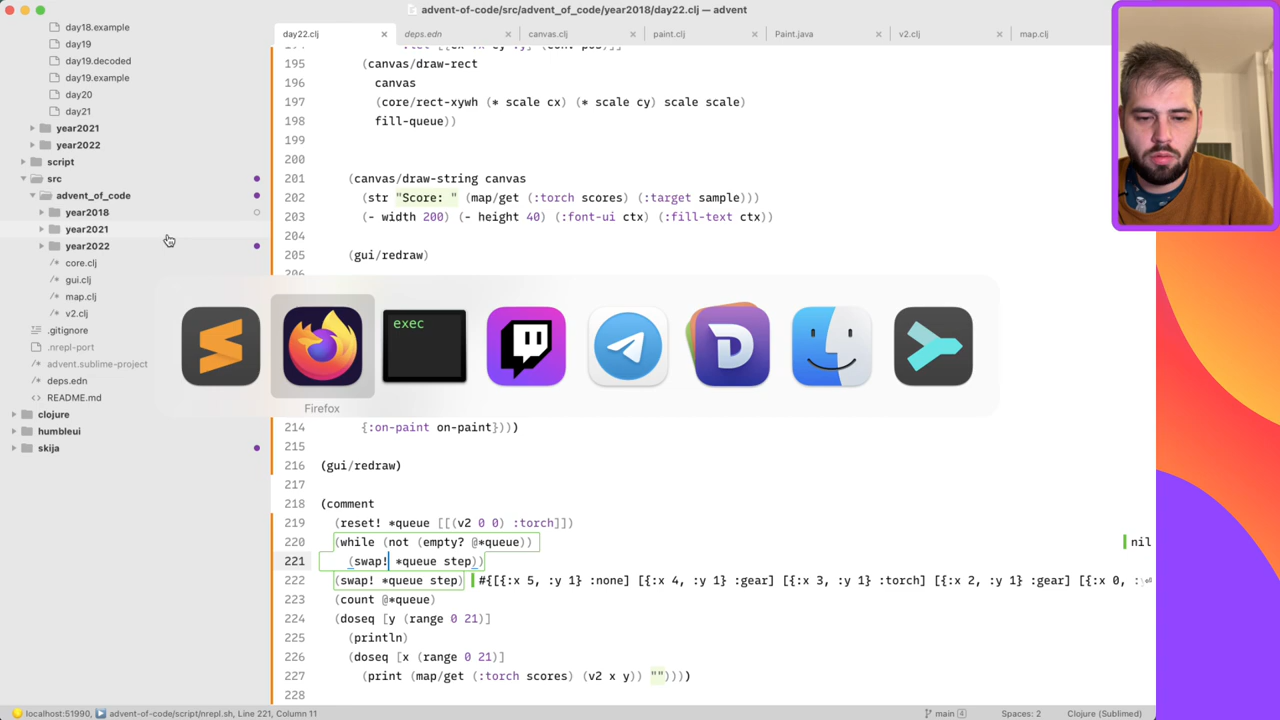 advent-of-code/src/advent_of_code/year2018/day22.clj — advent
day22.clj
deps.edn
canvas.clj
paint.clj
Paint.java
v2.clj
map.clj
day18.example
day19
day19.decoded
day19.example
day20
day21
year2021
year2022
script
src
advent_of_code
year2018
year2021
year2022
core.clj
gui.clj
map.clj
v2.clj
.gitignore
.nrepl-port
advent.sublime-project
deps.edn
README.md
clojure
humbleui
skija
195 (canvas/draw-rect
196 canvas
197 (core/rect-xywh (* scale cx) (* scale cy) scale scale)
198 fill-queue))
199
200
201 (canvas/draw-string canvas
202 (str "Score: " (map/get (:torch scores) (:target sample)))
203 (- width 200) (- height 40) (:font-ui ctx) (:fill-text ctx))
204
205 (gui/redraw)
206
exec
Firefox
214 {:on-paint on-paint})))
215
216 (gui/redraw)
217
218 (comment
219 (reset! *queue [[(v2 0 0) :torch]])
220 (while (not (empty? @*queue)) nil
221 (swap! *queue step))
222 (swap! *queue step) #{[{:x 5, :y 1} :none] [{:x 4, :y 1} :gear] [{:x 3, :y 1} :torch] [{:x 2, :y 1} :gear] [{:x 0, :
223 (count @*queue)
224 (doseq [y (range 0 21)]
225 (println)
226 (doseq [x (range 0 21)]
227 (print (map/get (:torch scores) (v2 x y)) ""))))
228
localhost:51990, advent-of-code/script/nrepl.sh, Line 221, Column 11
main 4
Spaces: 2
Clojure (Sublimed)